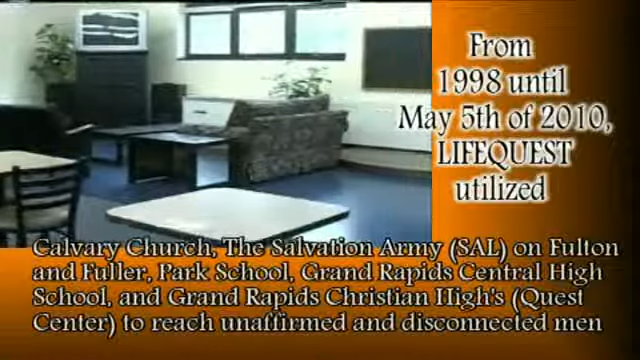 From
1998 until
May 5th of 2010,
LIFEQUEST
utilized
Calvary Church, The Salvation Army (SAL) on Fulton
and Fuller, Park School, Grand Rapids Central High
School, and Grand Rapids Christian High's (Quest
Center) to reach unaffirmed and disconnected men